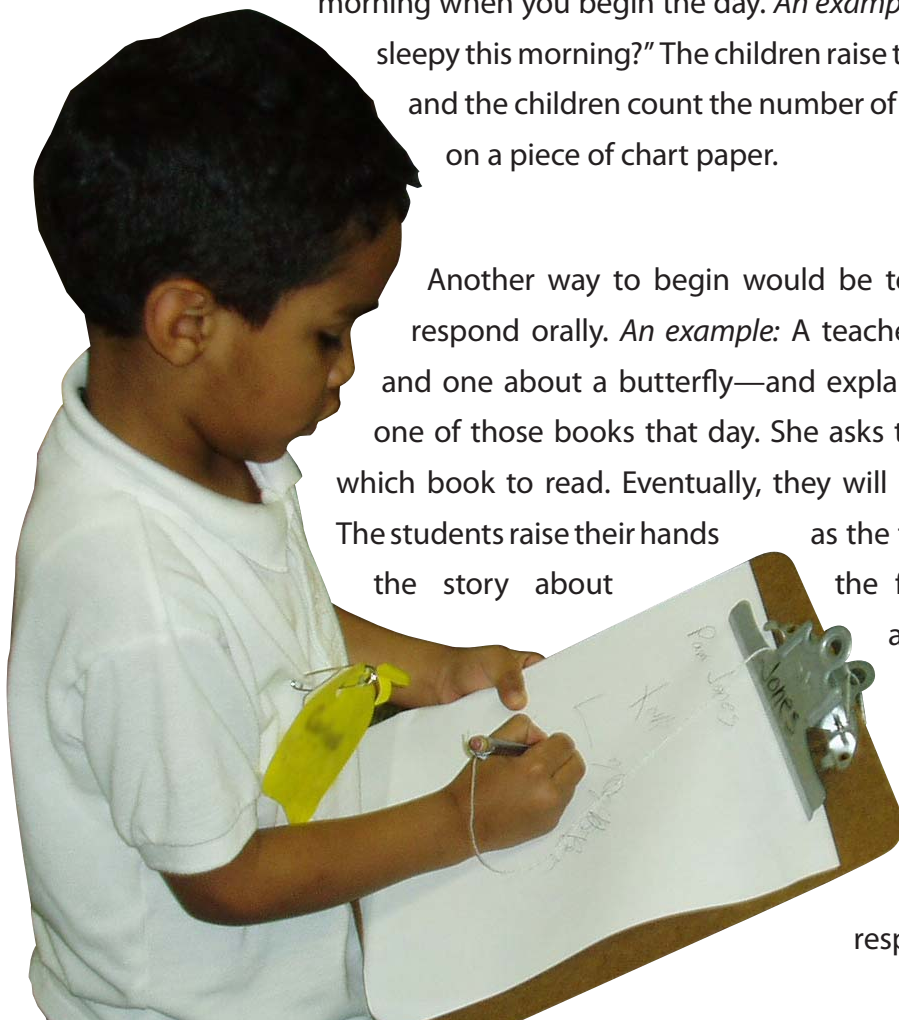 morning when you begin the day. An examp
sleepy this morning?” The children raise t
and the children count the number of
on a piece of chart paper.
Another way to begin would be to
respond orally. An example: A teache
and one about a butterfly—and expla
one of those books that day. She asks t
which book to read. Eventually, they will
The students raise their hands as the
the story about the f
a
resp
Pam Jones
Jones